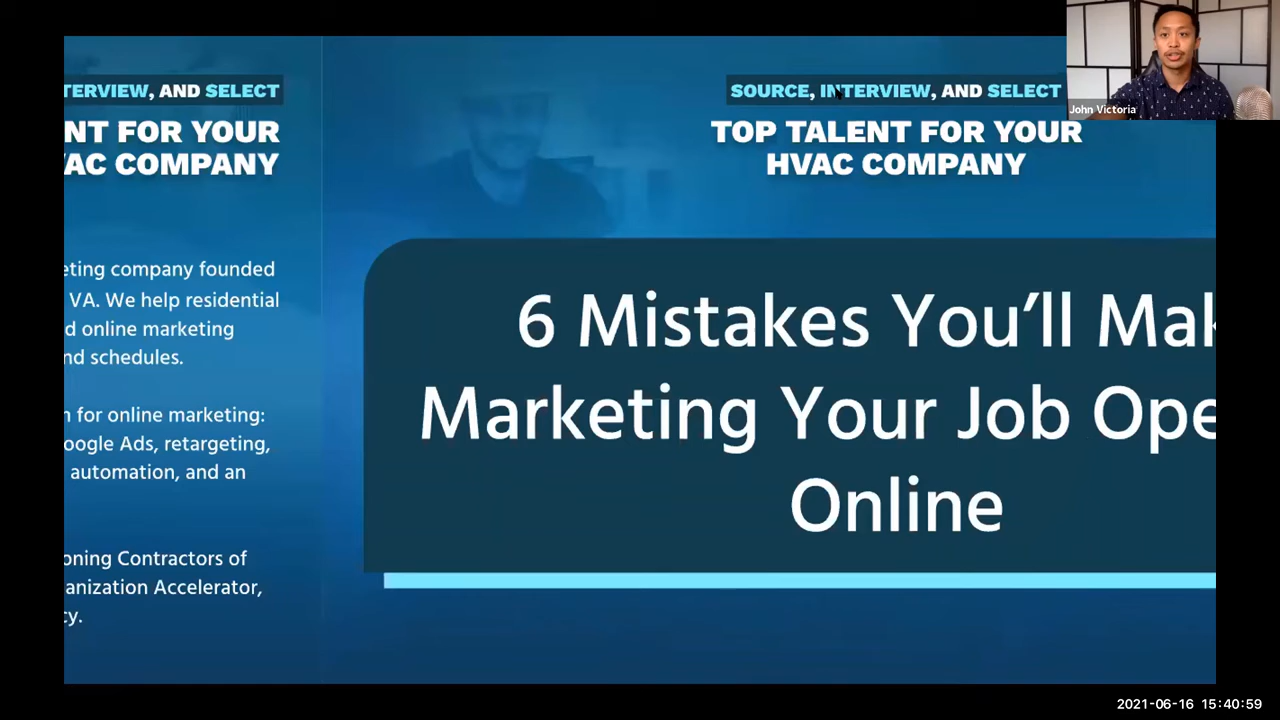 TERVIEW, AND SELECT
NT FOR YOUR
VAC COMPANY
eting company founded
VA. We help residential
d online marketing
nd schedules.
n for online marketing:
oogle Ads, retargeting,
automation, and an
oning Contractors of
anization Accelerator,
cy.
SOURCE, INTERVIEW, AND SELECT
TOP TALENT FOR YOUR
HVAC COMPANY
6 Mistakes You’ll Mak
Marketing Your Job Ope
Online
John Victoria
2021-06-16 15:40:59